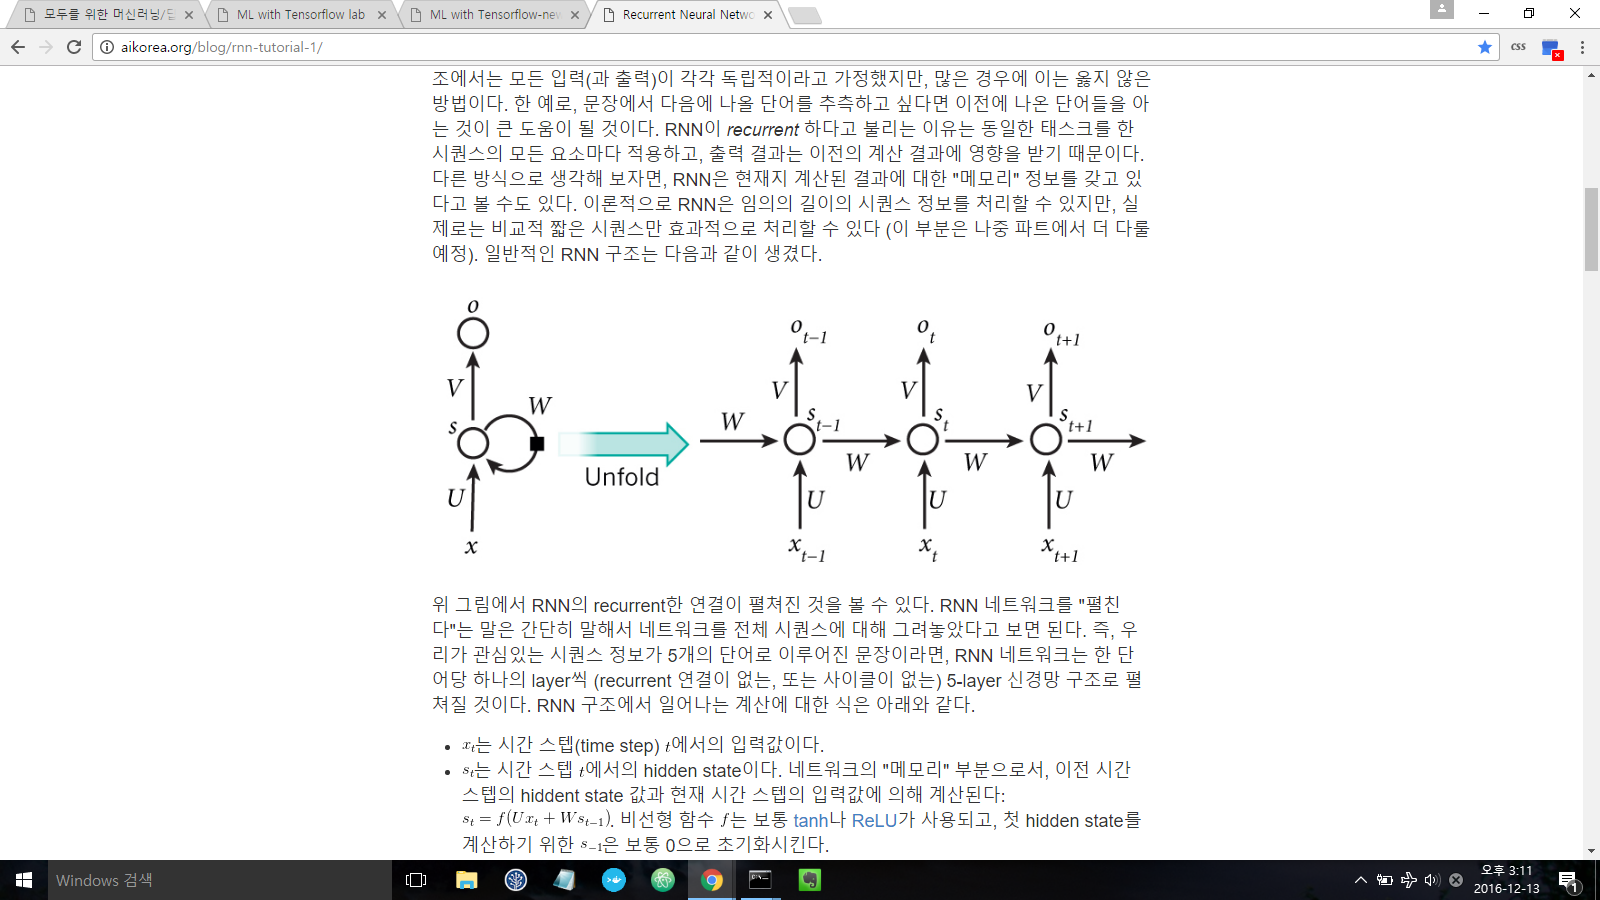 모두를 위한 머신러닝/딥
ML with Tensorflow lab
ML with Tensorflow-new
Recurrent Neural Netwo
aikorea.org/blog/rnn-tutorial-1/
css
조에서는 모든 입력(과 출력)이 각각 독립적이라고 가정했지만, 많은 경우에 이는 옳지 않은
방법이다. 한 예로, 문장에서 다음에 나올 단어를 추측하고 싶다면 이전에 나온 단어들을 아
는 것이 큰 도움이 될 것이다. RNN이 recurrent 하다고 불리는 이유는 동일한 태스크를 한
시퀀스의 모든 요소마다 적용하고, 출력 결과는 이전의 계산 결과에 영향을 받기 때문이다.
다른 방식으로 생각해 보자면, RNN은 현재지 계산된 결과에 대한 "메모리" 정보를 갖고 있
다고 볼 수도 있다. 이론적으로 RNN은 임의의 길이의 시퀀스 정보를 처리할 수 있지만, 실
제로는 비교적 짧은 시퀀스만 효과적으로 처리할 수 있다 (이 부분은 나중 파트에서 더 다룰
예정). 일반적인 RNN 구조는 다음과 같이 생겼다.
o
V
s
W
U
x
Unfold
o t-1 o t o t+1
V V V
W s t-1 s t s t+1
W W W
U U U
x t-1 x t x t+1
위 그림에서 RNN의 recurrent한 연결이 펼쳐진 것을 볼 수 있다. RNN 네트워크를 "펼친
다"는 말은 간단히 말해서 네트워크를 전체 시퀀스에 대해 그려놓았다고 보면 된다. 즉, 우
리가 관심있는 시퀀스 정보가 5개의 단어로 이루어진 문장이라면, RNN 네트워크는 한 단
어당 하나의 layer씩 (recurrent 연결이 없는, 또는 사이클이 없는) 5-layer 신경망 구조로 펼
쳐질 것이다. RNN 구조에서 일어나는 계산에 대한 식은 아래와 같다.
• xₜ는 시간 스텝(time step) t에서의 입력값이다.
• sₜ는 시간 스텝 t에서의 hidden state이다. 네트워크의 "메모리" 부분으로서, 이전 시간
스텝의 hiddent state 값과 현재 시간 스텝의 입력값에 의해 계산된다:
sₜ = f(Uxₜ + Wsₜ₋₁). 비선형 함수 f는 보통 tanh나 ReLU가 사용되고, 첫 hidden state를
계산하기 위한 s₋₁은 보통 0으로 초기화시킨다.
Windows 검색
오후 3:11
2016-12-13
1